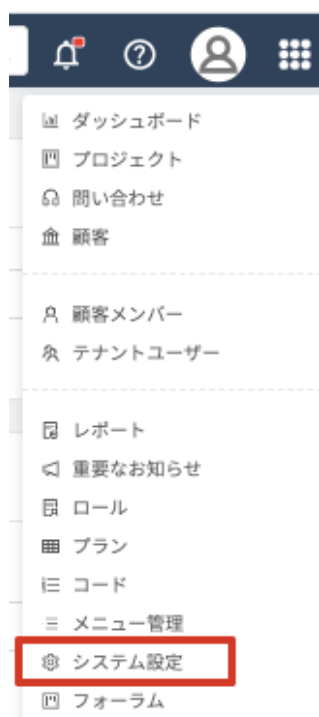 ダッシュボード
プロジェクト
問い合わせ
顧客
顧客メンバー
テナントユーザー
レポート
重要なお知らせ
ロール
プラン
コード
メニュー管理
システム設定
フォーラム